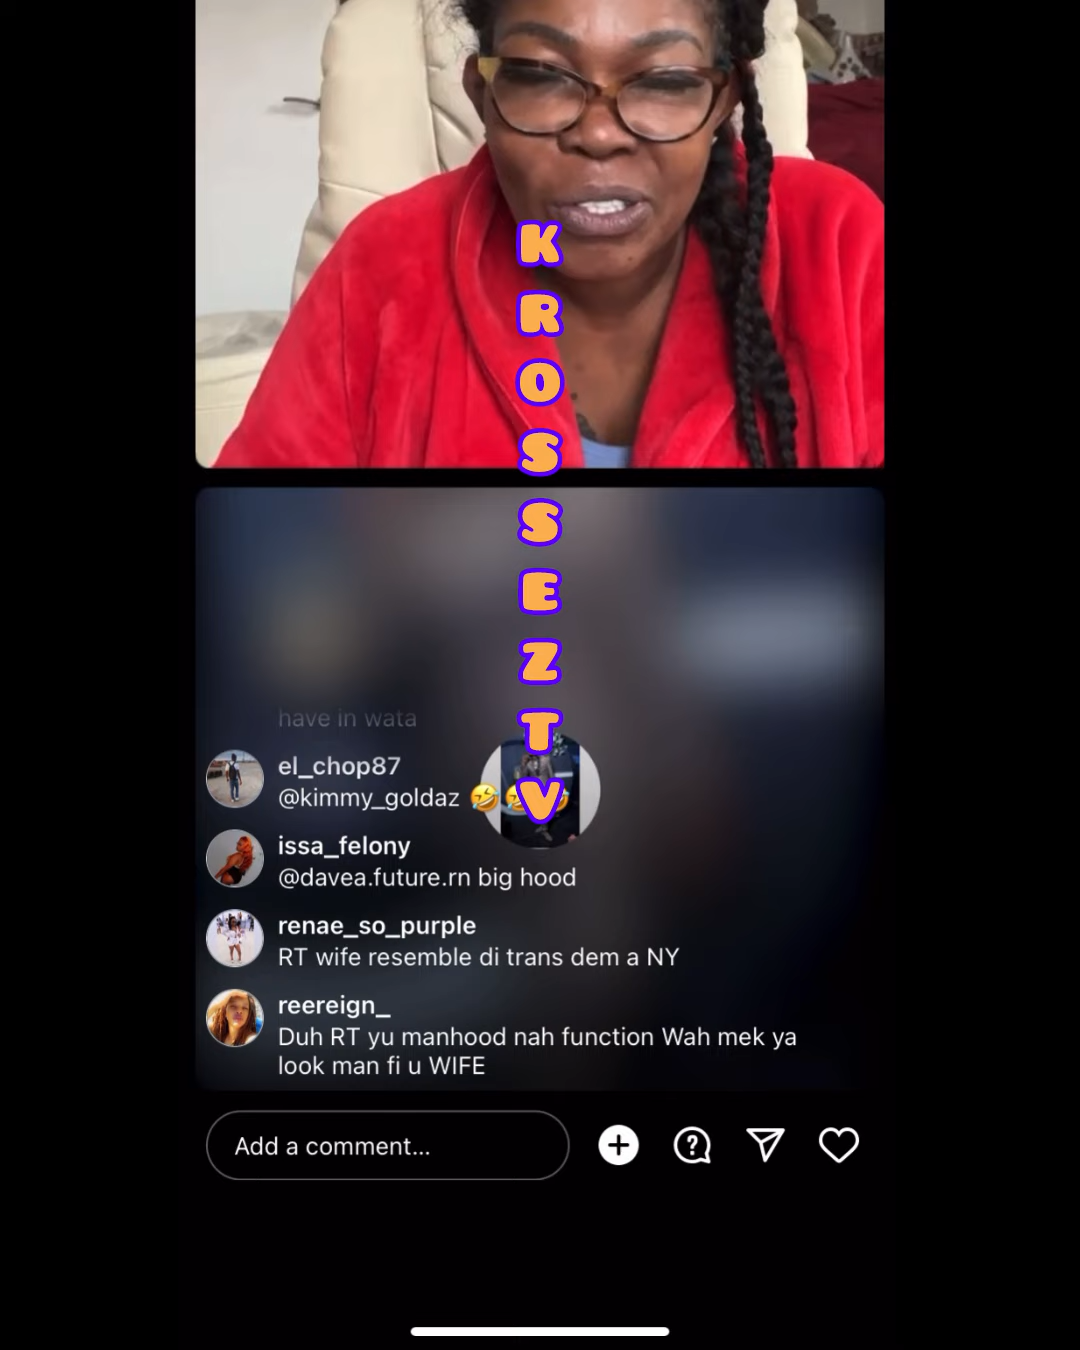 KROSSEZTV
have in wata
el_chop87
@kimmy_goldaz 🤣🤣🤣
issa_felony
@davea.future.rn big hood
renae_so_purple
RT wife resemble di trans dem a NY
reereign_
Duh RT yu manhood nah function Wah mek ya
look man fi u WIFE
Add a comment...